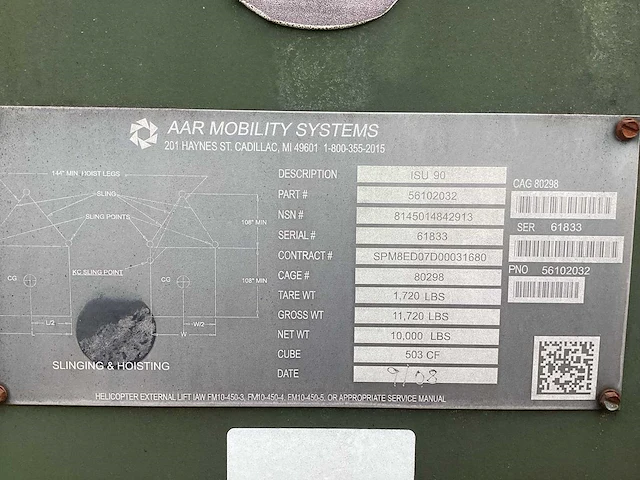 AAR MOBILITY SYSTEMS
201 HAYNES ST. CADILLAC, MI 49601 1-800-355-2015
144" MIN. HOIST LEGS
SLING
SLING POINTS
108" MIN
KC SLING POINT
CG
CG
108" MIN
L/2
W/2
W
SLINGING & HOISTING
DESCRIPTION ISU 90
PART # 56102032
NSN # 8145014842913
SERIAL # 61833
CONTRACT # SPM8ED07D00031680
CAGE # 80298
TARE WT 1,720 LBS
GROSS WT 11,720 LBS
NET WT 10,000 LBS
CUBE 503 CF
DATE 9/08
CAG 80298
SER 61833
PNO 56102032
HELICOPTER EXTERNAL LIFT IAW FM10-450-3, FM10-450-4, FM10-450-5, OR APPROPRIATE SERVICE MANUAL